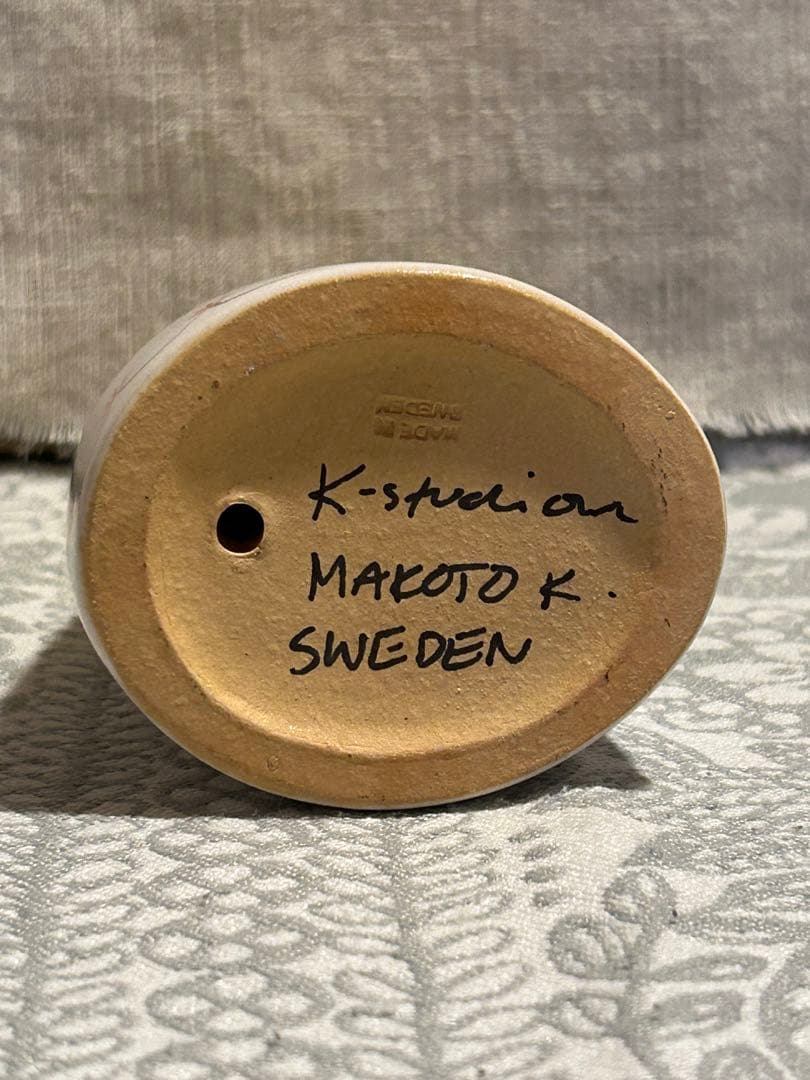 MADE IN
SWEDEN
K-studion
MAKOTO K.
SWEDEN